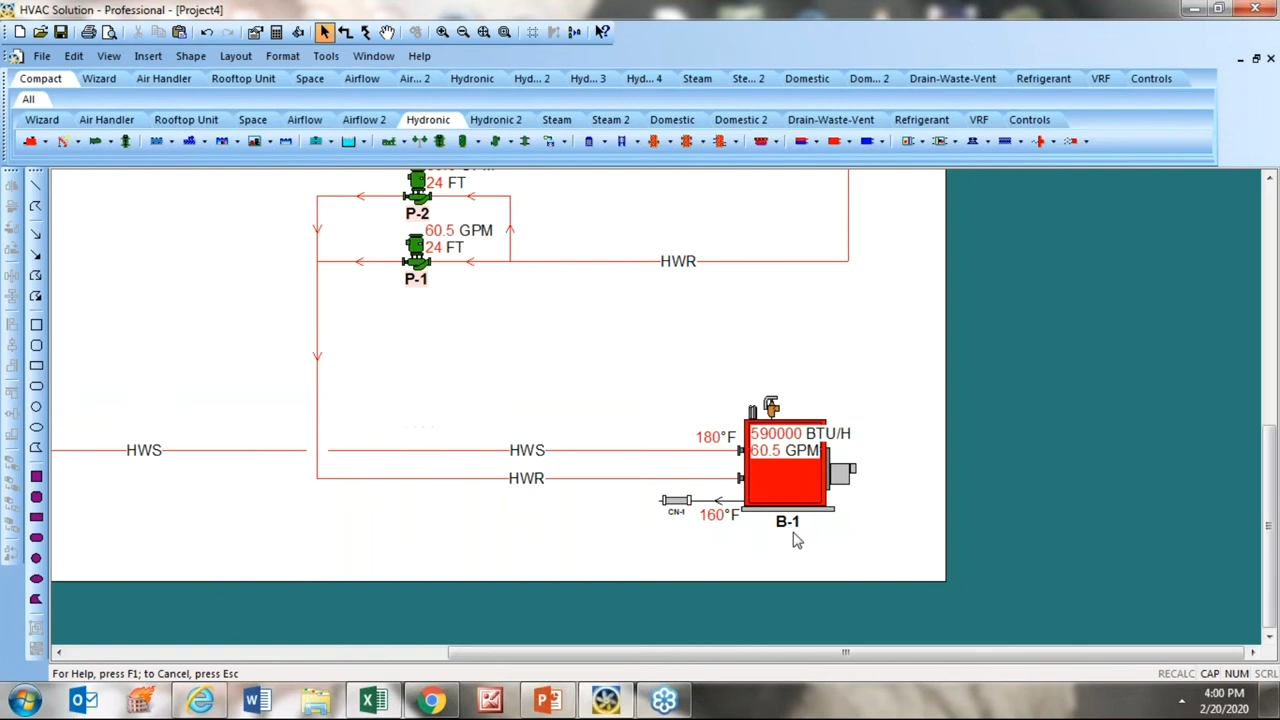 HVAC Solution - Professional - [Project4]
File Edit View Insert Shape Layout Format Tools Window Help
Compact Wizard Air Handler Rooftop Unit Space Airflow Air... 2 Hydronic Hyd... 2 Hyd... 3 Hyd... 4 Steam Ste... 2 Domestic Dom... 2 Drain-Waste-Vent Refrigerant VRF Controls
All
Wizard Air Handler Rooftop Unit Space Airflow Airflow 2 Hydronic Hydronic 2 Steam Steam 2 Domestic Domestic 2 Drain-Waste-Vent Refrigerant VRF Controls
24 FT
P-2
60.5 GPM
24 FT
HWR
P-1
590000 BTU/H
180°F
HWS
HWS
60.5 GPM
HWR
CN-1
160°F
B-1
For Help, press F1; to Cancel, press Esc
RECALC CAP NUM SCRL
4:00 PM
2/20/2020